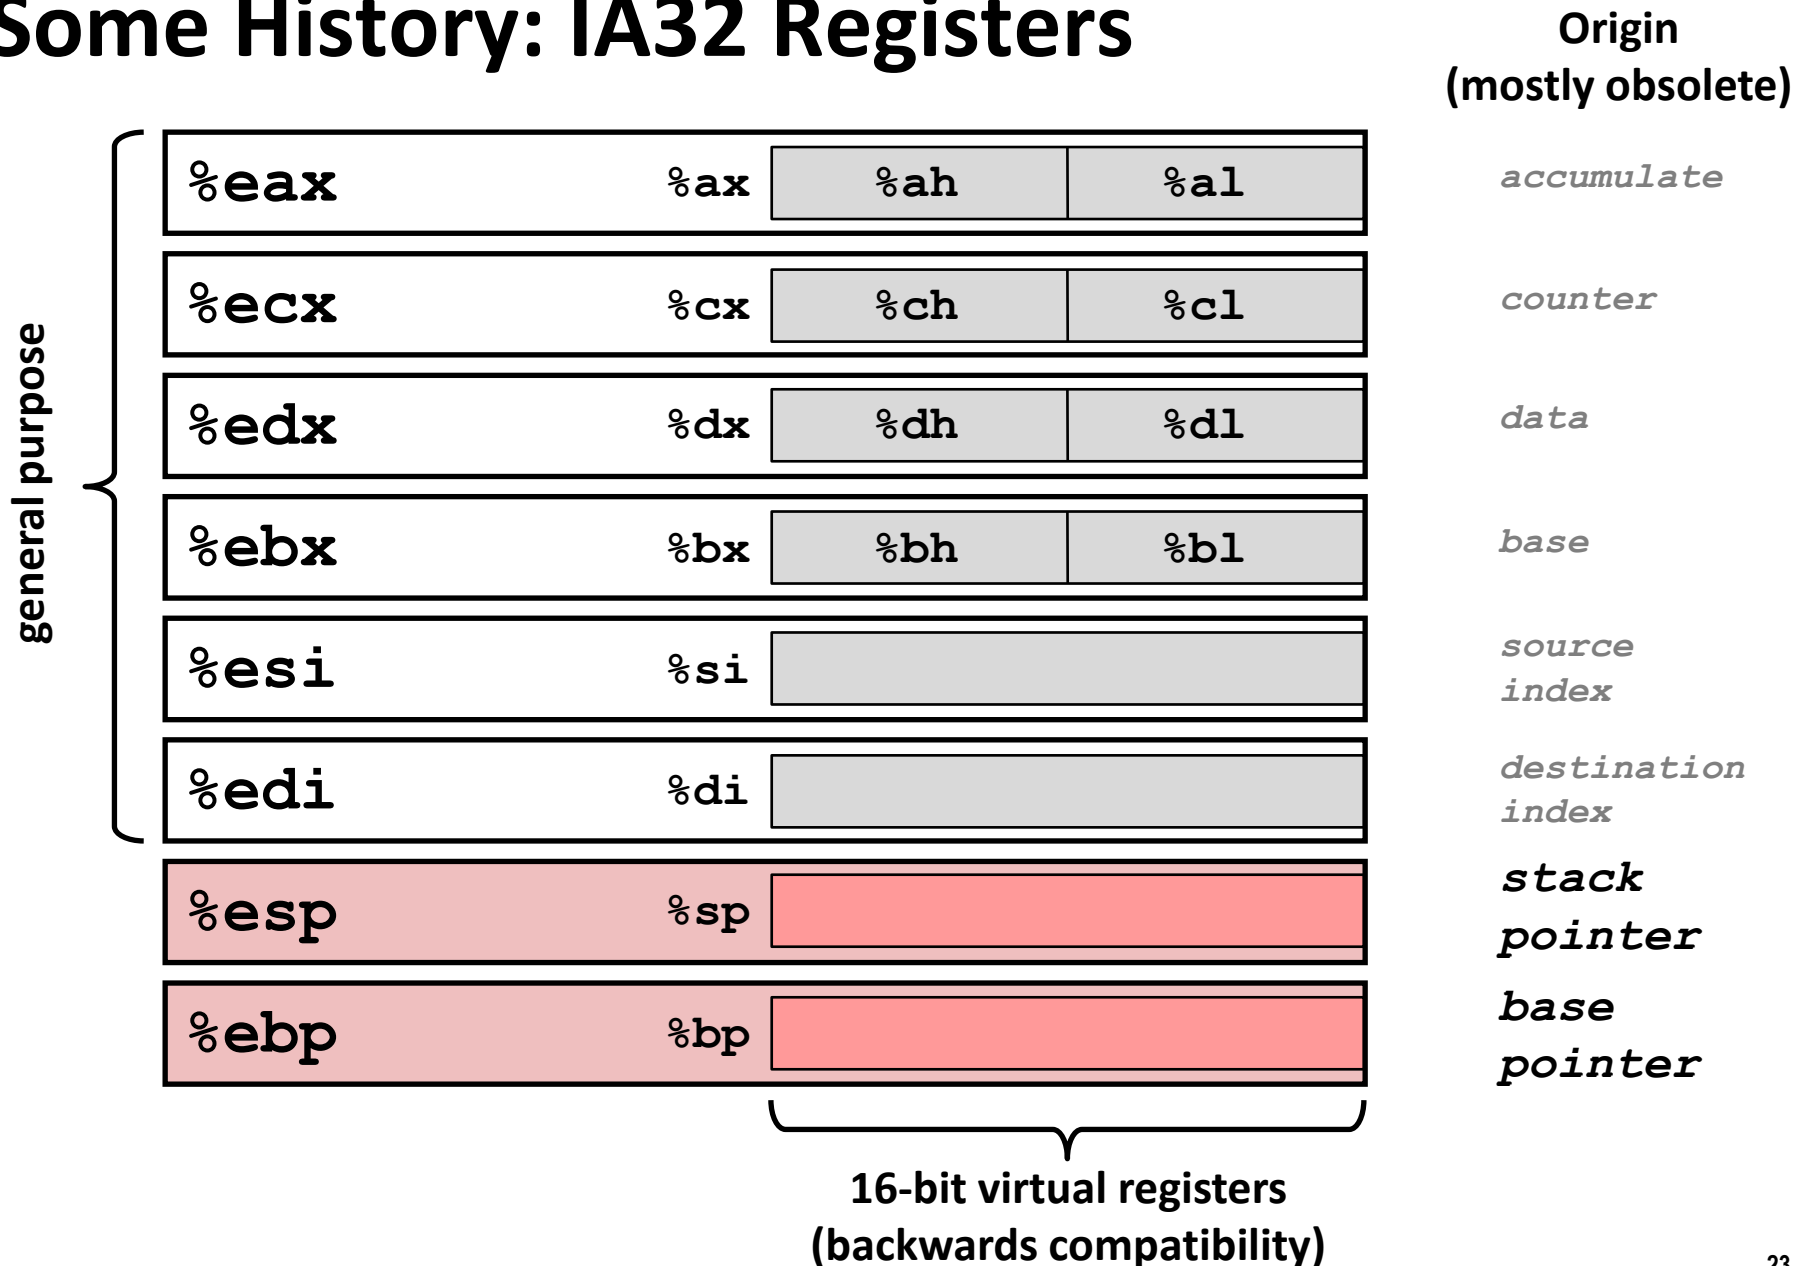 Some History: IA32 Registers
Origin
(mostly obsolete)
general purpose
%eax %ax %ah %al accumulate
%ecx %cx %ch %cl counter
%edx %dx %dh %dl data
%ebx %bx %bh %bl base
%esi %si source
index
%edi %di destination
index
%esp %sp stack
pointer
%ebp %bp base
pointer
16-bit virtual registers
(backwards compatibility)
23